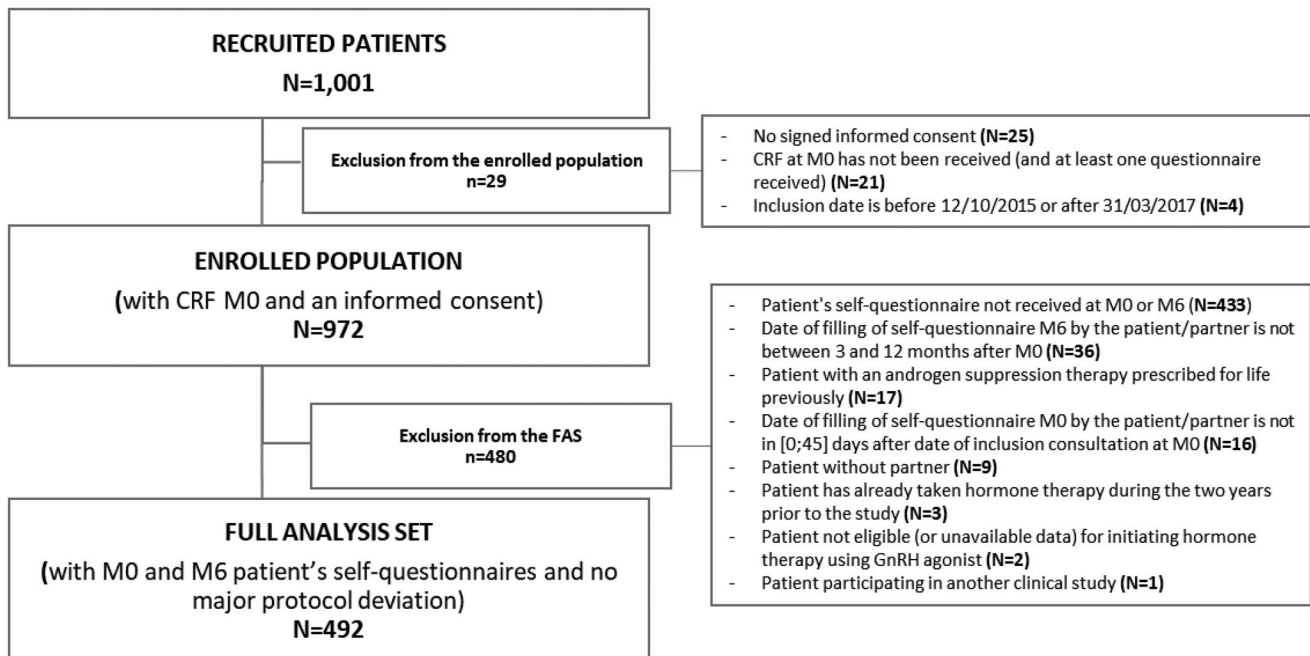 RECRUITED PATIENTS
N=1,001
Exclusion from the enrolled population
n=29
- No signed informed consent (N=25)
- CRF at M0 has not been received (and at least one questionnaire
received) (N=21)
- Inclusion date is before 12/10/2015 or after 31/03/2017 (N=4)
ENROLLED POPULATION
(with CRF M0 and an informed consent)
N=972
Exclusion from the FAS
n=480
- Patient's self-questionnaire not received at M0 or M6 (N=433)
- Date of filling of self-questionnaire M6 by the patient/partner is not
between 3 and 12 months after M0 (N=36)
- Patient with an androgen suppression therapy prescribed for life
previously (N=17)
- Date of filling of self-questionnaire M0 by the patient/partner is not
in [0;45] days after date of inclusion consultation at M0 (N=16)
- Patient without partner (N=9)
- Patient has already taken hormone therapy during the two years
prior to the study (N=3)
- Patient not eligible (or unavailable data) for initiating hormone
therapy using GnRH agonist (N=2)
- Patient participating in another clinical study (N=1)
FULL ANALYSIS SET
(with M0 and M6 patient’s self-questionnaires and no
major protocol deviation)
N=492